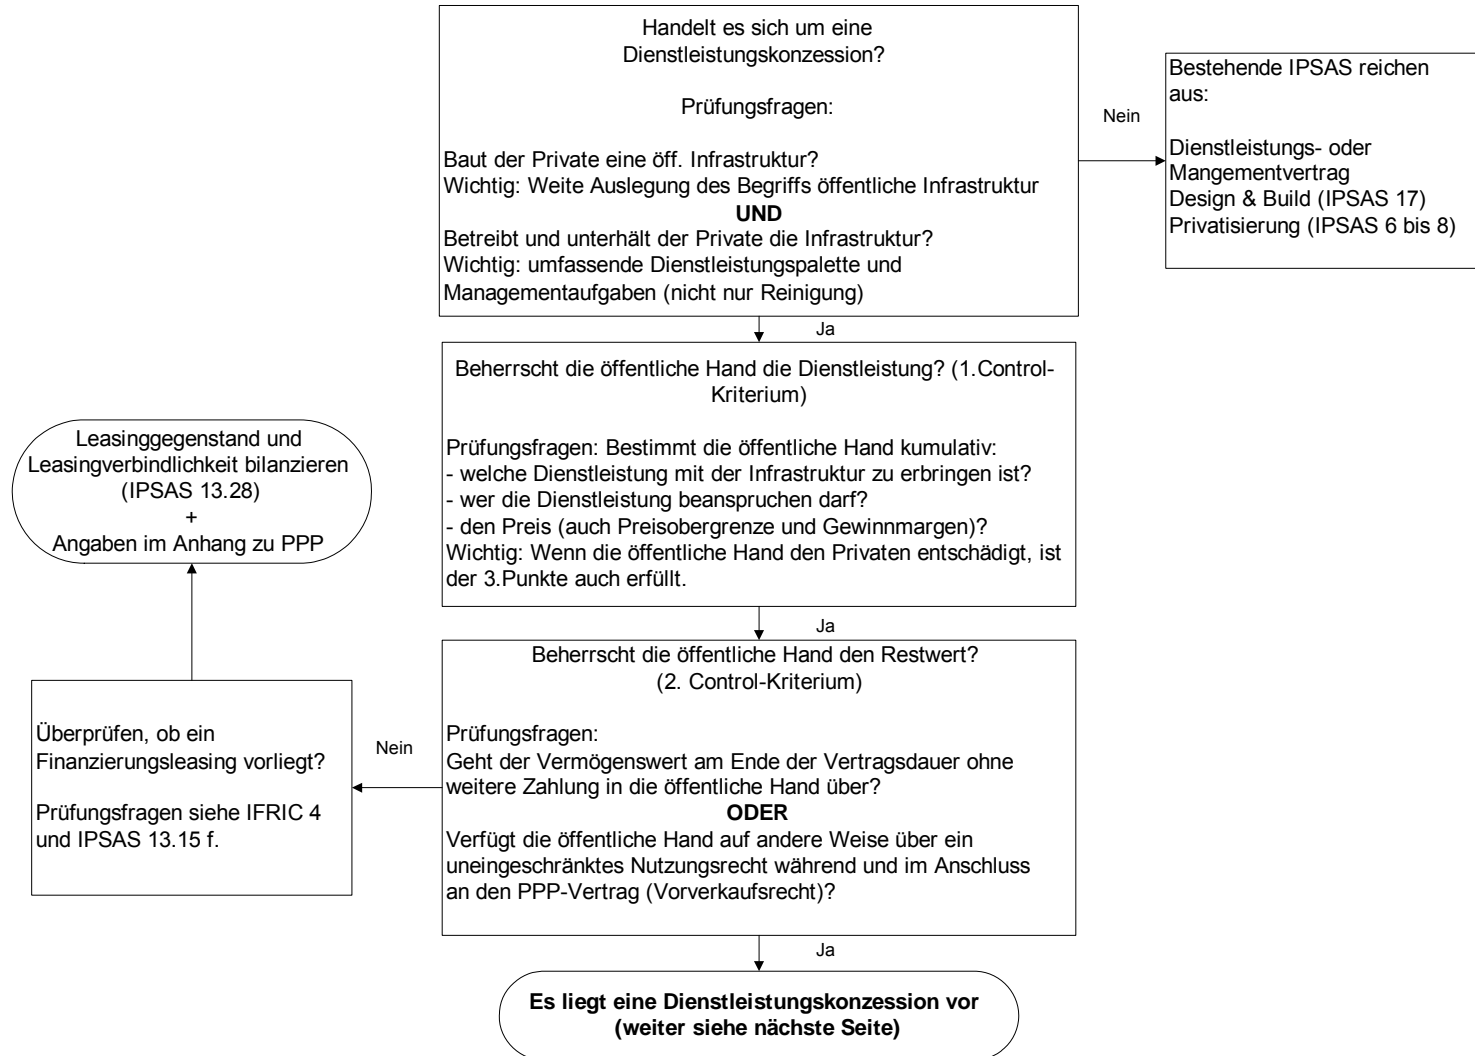 Handelt es sich um eine
Dienstleistungskonzession?
Prüfungsfragen:
Baut der Private eine öff. Infrastruktur?
Wichtig: Weite Auslegung des Begriffs öffentliche Infrastruktur
UND
Betreibt und unterhält der Private die Infrastruktur?
Wichtig: umfassende Dienstleistungspalette und
Managementaufgaben (nicht nur Reinigung)
Nein
Bestehende IPSAS reichen
aus:
Dienstleistungs- oder
Mangementvertrag
Design & Build (IPSAS 17)
Privatisierung (IPSAS 6 bis 8)
Ja
Beherrscht die öffentliche Hand die Dienstleistung? (1.Control-
Kriterium)
Prüfungsfragen: Bestimmt die öffentliche Hand kumulativ:
- welche Dienstleistung mit der Infrastruktur zu erbringen ist?
- wer die Dienstleistung beanspruchen darf?
- den Preis (auch Preisobergrenze und Gewinnmargen)?
Wichtig: Wenn die öffentliche Hand den Privaten entschädigt, ist
der 3.Punkte auch erfüllt.
Leasinggegenstand und
Leasingverbindlichkeit bilanzieren
(IPSAS 13.28)
+
Angaben im Anhang zu PPP
Ja
Beherrscht die öffentliche Hand den Restwert?
(2. Control-Kriterium)
Prüfungsfragen:
Geht der Vermögenswert am Ende der Vertragsdauer ohne
weitere Zahlung in die öffentliche Hand über?
ODER
Verfügt die öffentliche Hand auf andere Weise über ein
uneingeschränktes Nutzungsrecht während und im Anschluss
an den PPP-Vertrag (Vorverkaufsrecht)?
Nein
Überprüfen, ob ein
Finanzierungsleasing vorliegt?
Prüfungsfragen siehe IFRIC 4
und IPSAS 13.15 f.
Ja
Es liegt eine Dienstleistungskonzession vor
(weiter siehe nächste Seite)